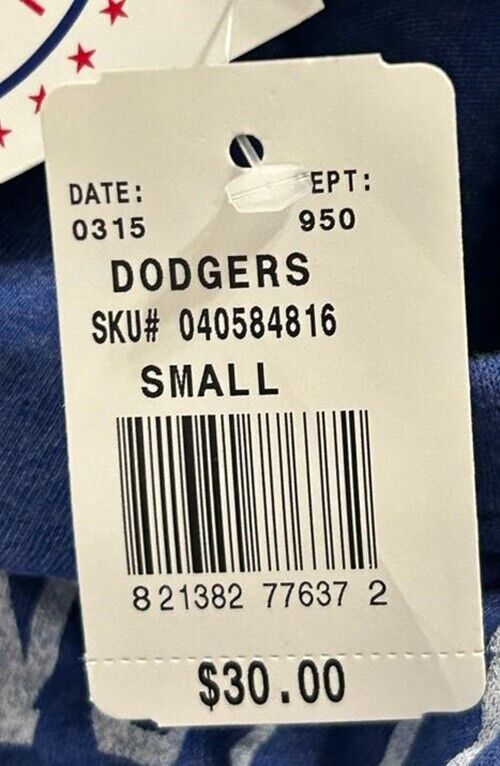 DATE: EPT:
0315 950
DODGERS
SKU# 040584816
SMALL
8 21382 77637 2
$30.00